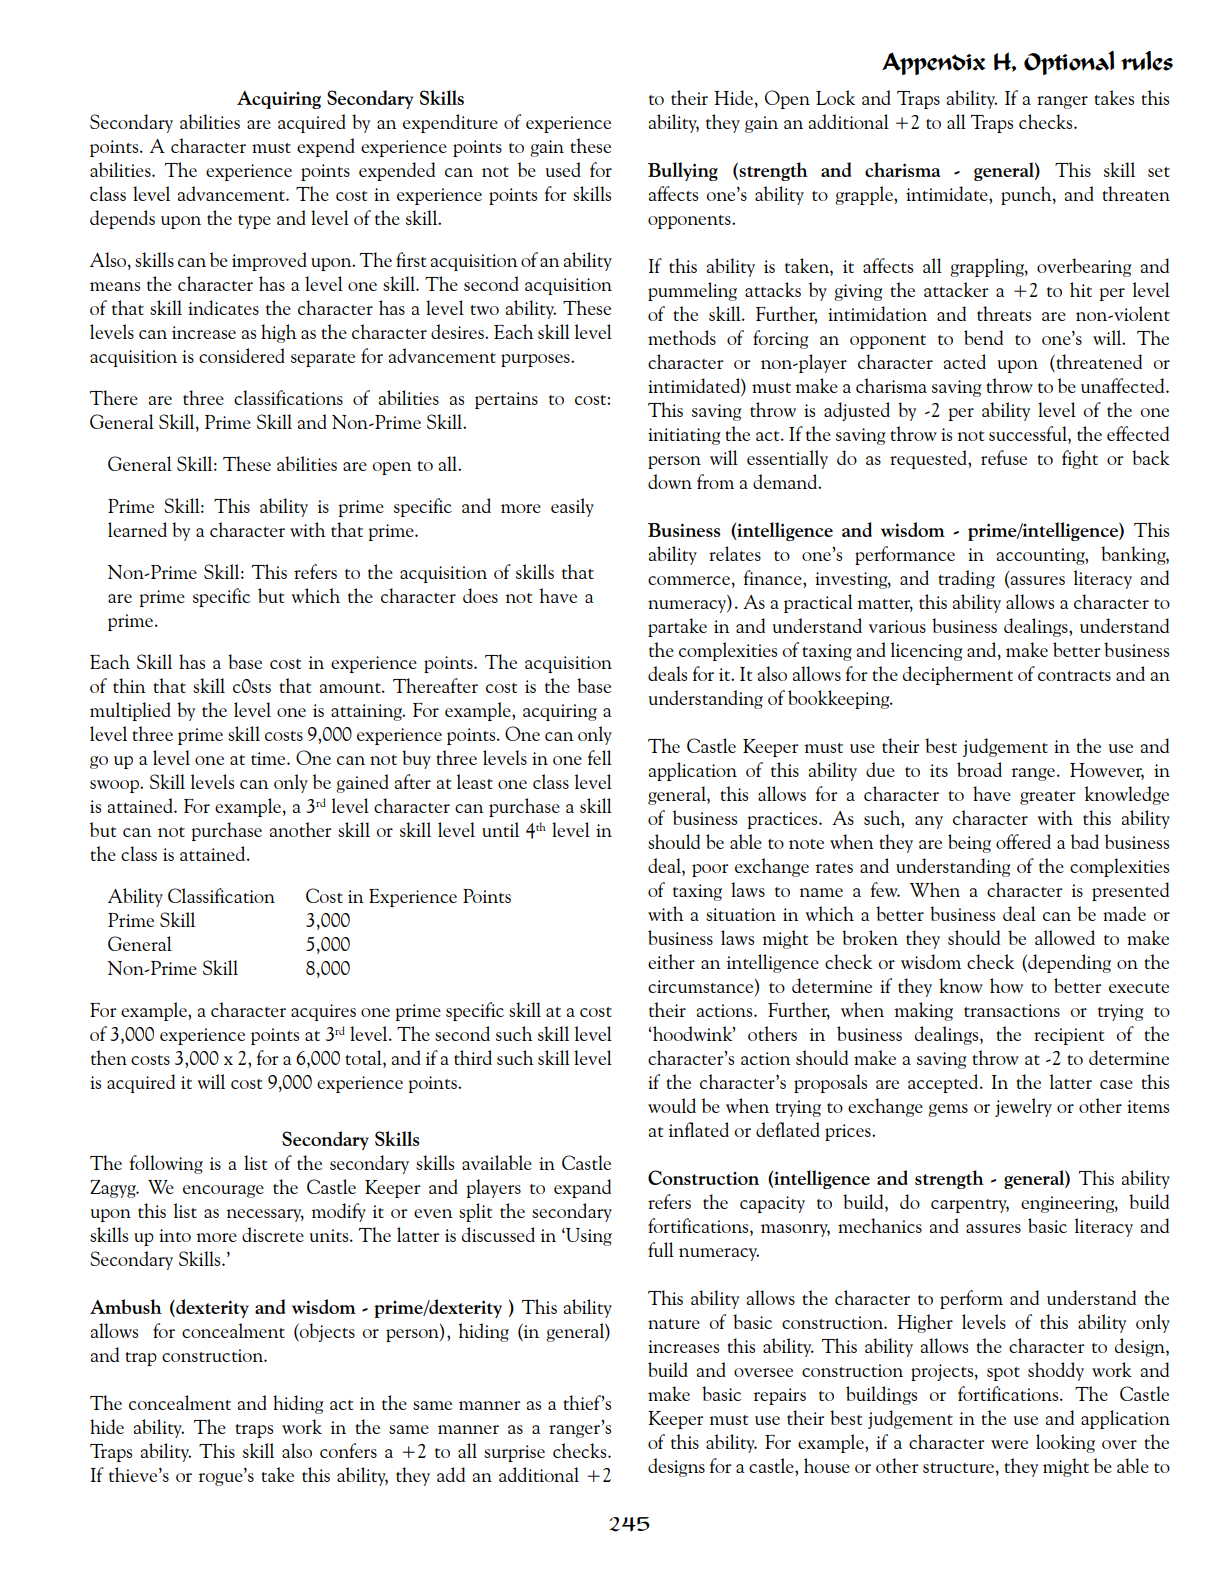 Appendix H, Optional rules
Acquiring Secondary Skills
Secondary abilities are acquired by an expenditure of experience
points. A character must expend experience points to gain these
abilities. The experience points expended can not be used for
class level advancement. The cost in experience points for skills
depends upon the type and level of the skill.
Also, skills can be improved upon. The first acquisition of an ability
means the character has a level one skill. The second acquisition
of that skill indicates the character has a level two ability. These
levels can increase as high as the character desires. Each skill level
acquisition is considered separate for advancement purposes.
There are three classifications of abilities as pertains to cost:
General Skill, Prime Skill and Non-Prime Skill.
General Skill: These abilities are open to all.
Prime Skill: This ability is prime specific and more easily
learned by a character with that prime.
Non-Prime Skill: This refers to the acquisition of skills that
are prime specific but which the character does not have a
prime.
Each Skill has a base cost in experience points. The acquisition
of thin that skill c0sts that amount. Thereafter cost is the base
multiplied by the level one is attaining. For example, acquiring a
level three prime skill costs 9,000 experience points. One can only
go up a level one at time. One can not buy three levels in one fell
swoop. Skill levels can only be gained after at least one class level
is attained. For example, a 3rd level character can purchase a skill
but can not purchase another skill or skill level until 4th level in
the class is attained.
Ability Classification Cost in Experience Points
Prime Skill 3,000
General 5,000
Non-Prime Skill 8,000
For example, a character acquires one prime specific skill at a cost
of 3,000 experience points at 3rd level. The second such skill level
then costs 3,000 x 2, for a 6,000 total, and if a third such skill level
is acquired it will cost 9,000 experience points.
Secondary Skills
The following is a list of the secondary skills available in Castle
Zagyg. We encourage the Castle Keeper and players to expand
upon this list as necessary, modify it or even split the secondary
skills up into more discrete units. The latter is discussed in ‘Using
Secondary Skills.’
Ambush (dexterity and wisdom - prime/dexterity ) This ability
allows for concealment (objects or person), hiding (in general)
and trap construction.
The concealment and hiding act in the same manner as a thief’s
hide ability. The traps work in the same manner as a ranger’s
Traps ability. This skill also confers a +2 to all surprise checks.
If thieve’s or rogue’s take this ability, they add an additional +2
to their Hide, Open Lock and Traps ability. If a ranger takes this
ability, they gain an additional +2 to all Traps checks.
Bullying (strength and charisma - general) This skill set
affects one’s ability to grapple, intimidate, punch, and threaten
opponents.
If this ability is taken, it affects all grappling, overbearing and
pummeling attacks by giving the attacker a +2 to hit per level
of the skill. Further, intimidation and threats are non-violent
methods of forcing an opponent to bend to one’s will. The
character or non-player character acted upon (threatened or
intimidated) must make a charisma saving throw to be unaffected.
This saving throw is adjusted by -2 per ability level of the one
initiating the act. If the saving throw is not successful, the effected
person will essentially do as requested, refuse to fight or back
down from a demand.
Business (intelligence and wisdom - prime/intelligence) This
ability relates to one’s performance in accounting, banking,
commerce, finance, investing, and trading (assures literacy and
numeracy). As a practical matter, this ability allows a character to
partake in and understand various business dealings, understand
the complexities of taxing and licencing and, make better business
deals for it. It also allows for the decipherment of contracts and an
understanding of bookkeeping.
The Castle Keeper must use their best judgement in the use and
application of this ability due to its broad range. However, in
general, this allows for a character to have greater knowledge
of business practices. As such, any character with this ability
should be able to note when they are being offered a bad business
deal, poor exchange rates and understanding of the complexities
of taxing laws to name a few. When a character is presented
with a situation in which a better business deal can be made or
business laws might be broken they should be allowed to make
either an intelligence check or wisdom check (depending on the
circumstance) to determine if they know how to better execute
their actions. Further, when making transactions or trying to
‘hoodwink’ others in business dealings, the recipient of the
character’s action should make a saving throw at -2 to determine
if the character’s proposals are accepted. In the latter case this
would be when trying to exchange gems or jewelry or other items
at inflated or deflated prices.
Construction (intelligence and strength - general) This ability
refers the capacity to build, do carpentry, engineering, build
fortifications, masonry, mechanics and assures basic literacy and
full numeracy.
This ability allows the character to perform and understand the
nature of basic construction. Higher levels of this ability only
increases this ability. This ability allows the character to design,
build and oversee construction projects, spot shoddy work and
make basic repairs to buildings or fortifications. The Castle
Keeper must use their best judgement in the use and application
of this ability. For example, if a character were looking over the
designs for a castle, house or other structure, they might be able to
245